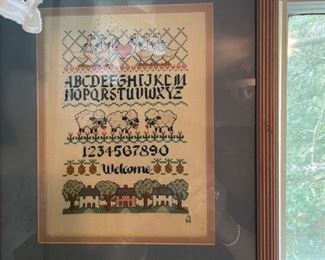 ABCDEFGHIJKLM
NOPQRSTUVWXYZ
1234567890
Welcome